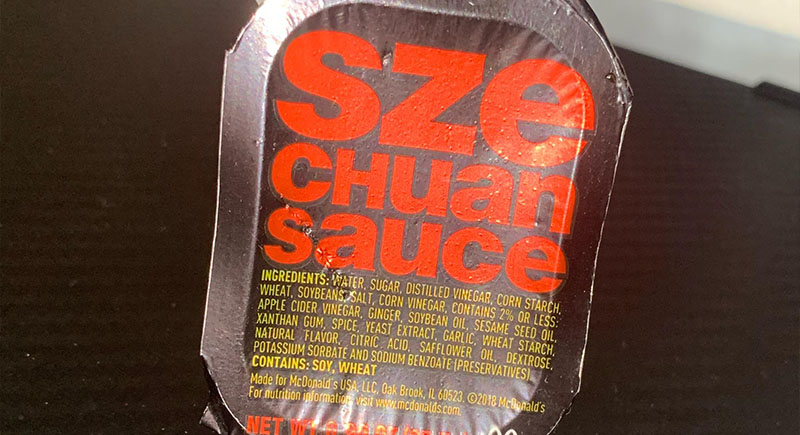 sze
CHuan
sauce
INGREDIENTS: WATER, SUGAR, DISTILLED VINEGAR, CORN STARCH,
WHEAT, SOYBEANS, SALT, CORN VINEGAR, CONTAINS 2% OR LESS:
APPLE CIDER VINEGAR, GINGER, SOYBEAN OIL, SESAME SEED OIL,
XANTHAN GUM, SPICE, YEAST EXTRACT, GARLIC, WHEAT STARCH,
NATURAL FLAVOR, CITRIC ACID, SAFFLOWER OIL, DEXTROSE,
POTASSIUM SORBATE AND SODIUM BENZOATE (PRESERVATIVES).
CONTAINS: SOY, WHEAT
Made for McDonald's USA, LLC, Oak Brook, IL 60523. ©2018 McDonald's
For nutrition information, visit www.mcdonalds.com
NET WT